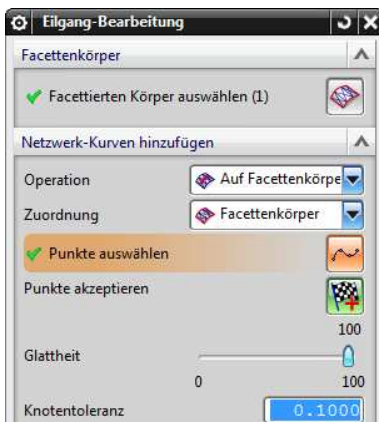 Eilgang-Bearbeitung
Facettenkörper
Facettierten Körper auswählen (1)
Netzwerk-Kurven hinzufügen
Operation Auf Facettenkörpe
Zuordnung Facettenkörper
Punkte auswählen
Punkte akzeptieren
100
Glattheit
0 100
Knotentoleranz 0.1000